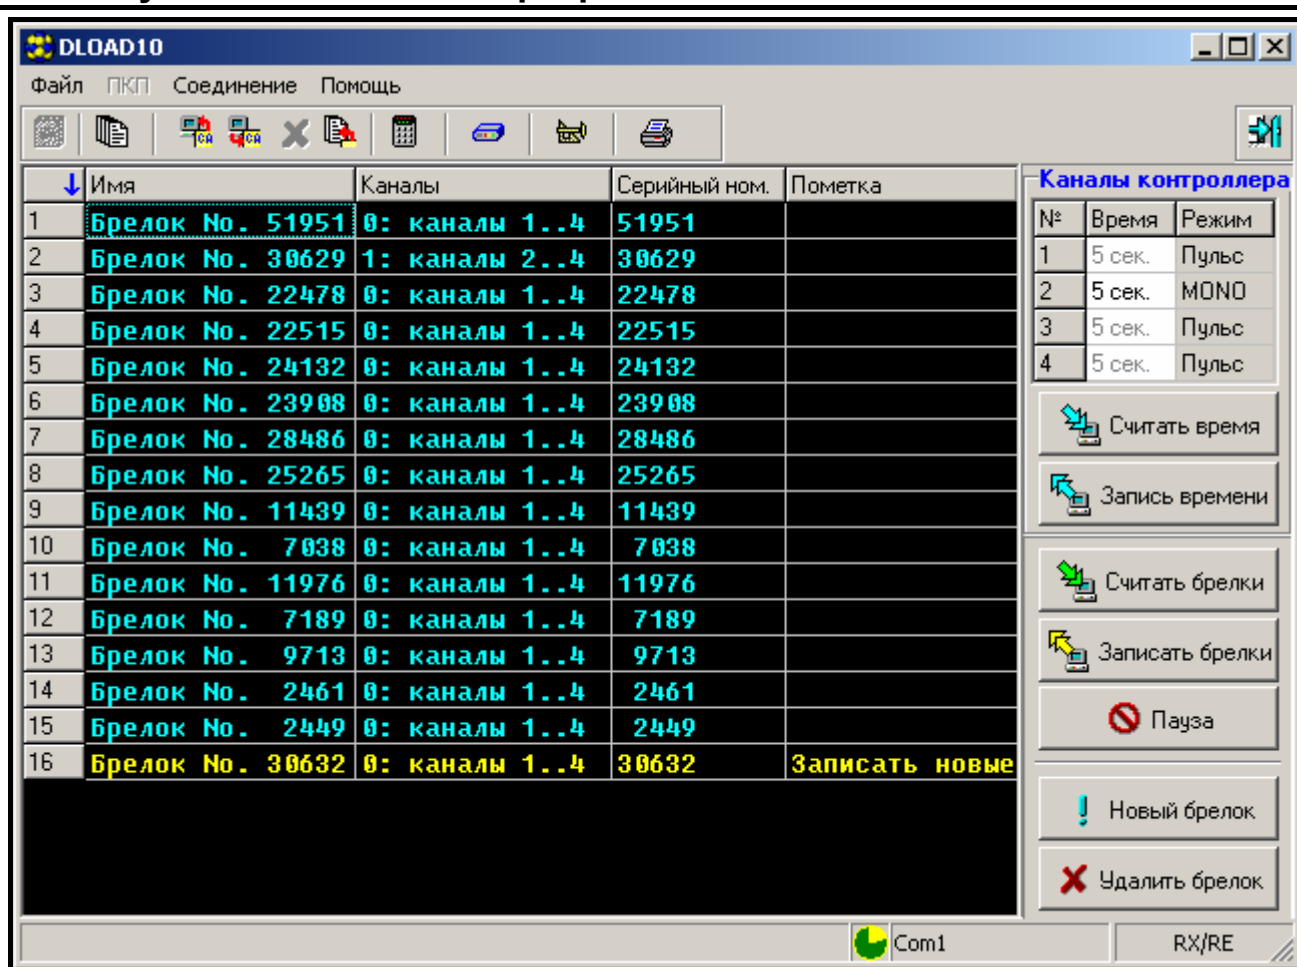 DLOAD10
Файл ПКП Соединение Помощь
Имя Каналы Серийный ном. Пометка
1 Брелок No. 51951 0: каналы 1..4 51951
2 Брелок No. 30629 1: каналы 2..4 30629
3 Брелок No. 22478 0: каналы 1..4 22478
4 Брелок No. 22515 0: каналы 1..4 22515
5 Брелок No. 24132 0: каналы 1..4 24132
6 Брелок No. 23908 0: каналы 1..4 23908
7 Брелок No. 28486 0: каналы 1..4 28486
8 Брелок No. 25265 0: каналы 1..4 25265
9 Брелок No. 11439 0: каналы 1..4 11439
10 Брелок No. 7038 0: каналы 1..4 7038
11 Брелок No. 11976 0: каналы 1..4 11976
12 Брелок No. 7189 0: каналы 1..4 7189
13 Брелок No. 9713 0: каналы 1..4 9713
14 Брелок No. 2461 0: каналы 1..4 2461
15 Брелок No. 2449 0: каналы 1..4 2449
16 Брелок No. 30632 0: каналы 1..4 30632 Записать новые
Каналы контроллера
№ Время Режим
1 5 сек. Пульс
2 5 сек. MONO
3 5 сек. Пульс
4 5 сек. Пульс
Считать время
Запись времени
Считать брелки
Записать брелки
Пауза
Новый брелок
Удалить брелок
Com1 RX/RE